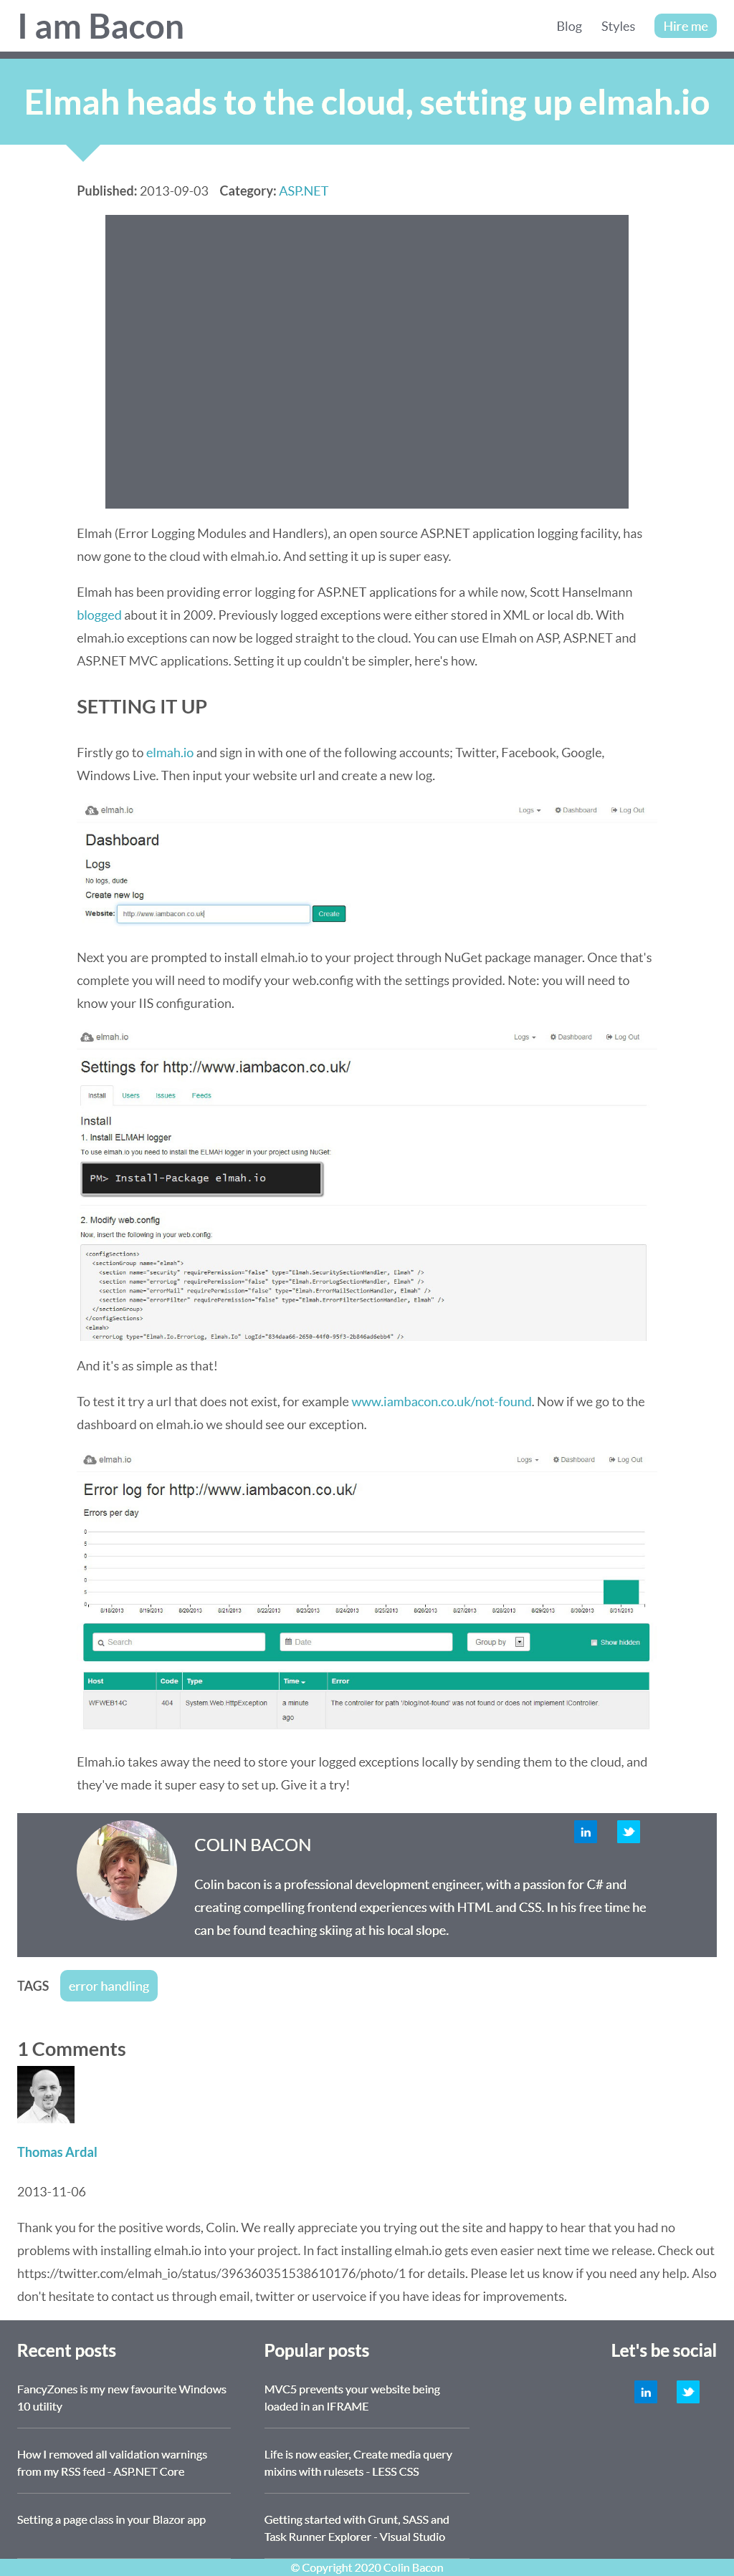 I am Bacon
Blog Styles Hire me
Elmah heads to the cloud, setting up elmah.io
Published: 2013-09-03 Category: ASP.NET
Elmah (Error Logging Modules and Handlers), an open source ASP.NET application logging facility, has
now gone to the cloud with elmah.io. And setting it up is super easy.
Elmah has been providing error logging for ASP.NET applications for a while now, Scott Hanselmann
blogged about it in 2009. Previously logged exceptions were either stored in XML or local db. With
elmah.io exceptions can now be logged straight to the cloud. You can use Elmah on ASP, ASP.NET and
ASP.NET MVC applications. Setting it up couldn't be simpler, here's how.
SETTING IT UP
Firstly go to elmah.io and sign in with one of the following accounts; Twitter, Facebook, Google,
Windows Live. Then input your website url and create a new log.
elmah.io Logs Dashboard Log Out
Dashboard
Logs
No logs, dude
Create new log
Website: http://www.iambacon.co.uk Create
Next you are prompted to install elmah.io to your project through NuGet package manager. Once that's
complete you will need to modify your web.config with the settings provided. Note: you will need to
know your IIS configuration.
elmah.io Logs Dashboard Log Out
Settings for http://www.iambacon.co.uk/
Install Users Issues Feeds
Install
1. Install ELMAH logger
To use elmah.io you need to install the ELMAH logger in your project using NuGet:
PM> Install-Package elmah.io
2. Modify web.config
Now, insert the following in your web.config:
<configSections>
<sectionGroup name="elmah">
<section name="security" requirePermission="false" type="Elmah.SecuritySectionHandler, Elmah" />
<section name="errorLog" requirePermission="false" type="Elmah.ErrorLogSectionHandler, Elmah" />
<section name="errorMail" requirePermission="false" type="Elmah.ErrorMailSectionHandler, Elmah" />
<section name="errorFilter" requirePermission="false" type="Elmah.ErrorFilterSectionHandler, Elmah" />
</sectionGroup>
</configSections>
<elmah>
<errorLog type="Elmah.Io.ErrorLog, Elmah.Io" LogId="834daa66-2650-44f0-95f3-2b846ad8ebb4" />
And it's as simple as that!
To test it try a url that does not exist, for example www.iambacon.co.uk/not-found. Now if we go to the
dashboard on elmah.io we should see our exception.
elmah.io Logs Dashboard Log Out
Error log for http://www.iambacon.co.uk/
Errors per day
0
5
0
5
0
5
0
8/18/2013 8/19/2013 8/20/2013 8/21/2013 8/22/2013 8/23/2013 8/24/2013 8/25/2013 8/26/2013 8/27/2013 8/28/2013 8/29/2013 8/30/2013 8/31/2013
Search Date Group by Show hidden
Host Code Type Time Error
WFWEB14C 404 System.Web.HttpException a minute The controller for path '/blog/not-found' was not found or does not implement IController
ago
Elmah.io takes away the need to store your logged exceptions locally by sending them to the cloud, and
they've made it super easy to set up. Give it a try!
in
COLIN BACON
Colin bacon is a professional development engineer, with a passion for C# and
creating compelling frontend experiences with HTML and CSS. In his free time he
can be found teaching skiing at his local slope.
TAGS error handling
1 Comments
Thomas Ardal
2013-11-06
Thank you for the positive words, Colin. We really appreciate you trying out the site and happy to hear that you had no
problems with installing elmah.io into your project. In fact installing elmah.io gets even easier next time we release. Check out
https://twitter.com/elmah_io/status/396360351538610176/photo/1 for details. Please let us know if you need any help. Also
don't hesitate to contact us through email, twitter or uservoice if you have ideas for improvements.
Recent posts
FancyZones is my new favourite Windows
10 utility
How I removed all validation warnings
from my RSS feed - ASP.NET Core
Setting a page class in your Blazor app
Popular posts
MVC5 prevents your website being
loaded in an IFRAME
Life is now easier, Create media query
mixins with rulesets - LESS CSS
Getting started with Grunt, SASS and
Task Runner Explorer - Visual Studio
Let's be social
in
© Copyright 2020 Colin Bacon